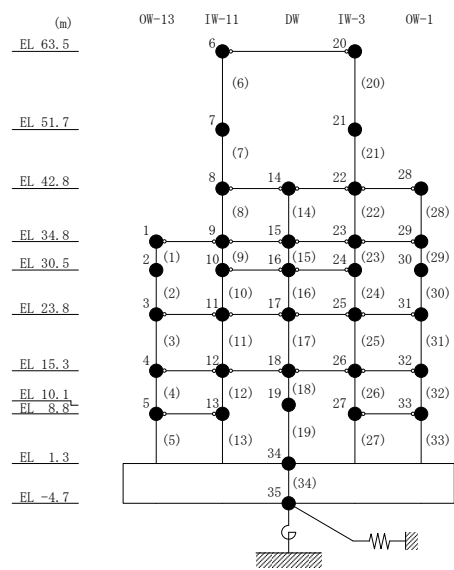 (m) OW-13 IW-11 DW IW-3 OW-1
EL 63.5 6 20
(6) (20)
EL 51.7 7 21
(7) (21)
EL 42.8 8 14 22 28
(8) (14) (22) (28)
EL 34.8 1 9 15 23 29
(1) (9) (15) (23) (29)
EL 30.5 2 10 16 24 30
(2) (10) (16) (24) (30)
EL 23.8 3 11 17 25 31
(3) (11) (17) (25) (31)
EL 15.3 4 12 18 26 32
(4) (12) (18) (26) (32)
EL 10.1 19
EL 8.8 5 13 27 33
(5) (13) (19) (27) (33)
EL 1.3 34
(34)
EL -4.7 35